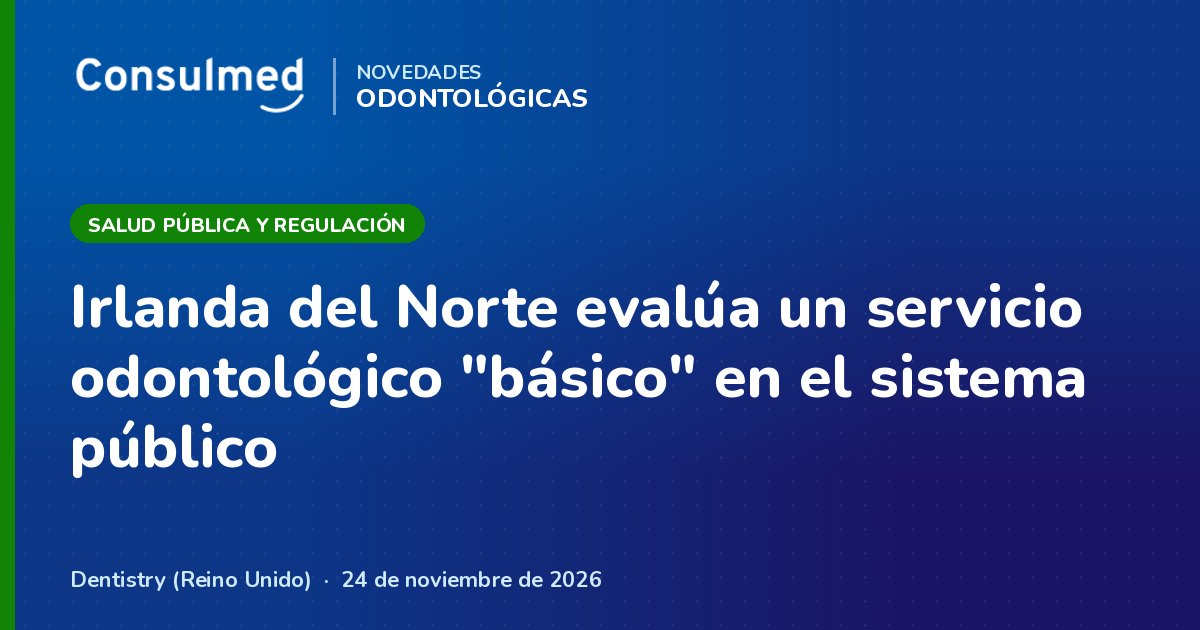 Consulmed
NOVEDADES
ODONTOLÓGICAS
SALUD PÚBLICA Y REGULACIÓN
Irlanda del Norte evalúa un servicio
odontológico "básico" en el sistema
público
Dentistry (Reino Unido) · 24 de noviembre de 2026